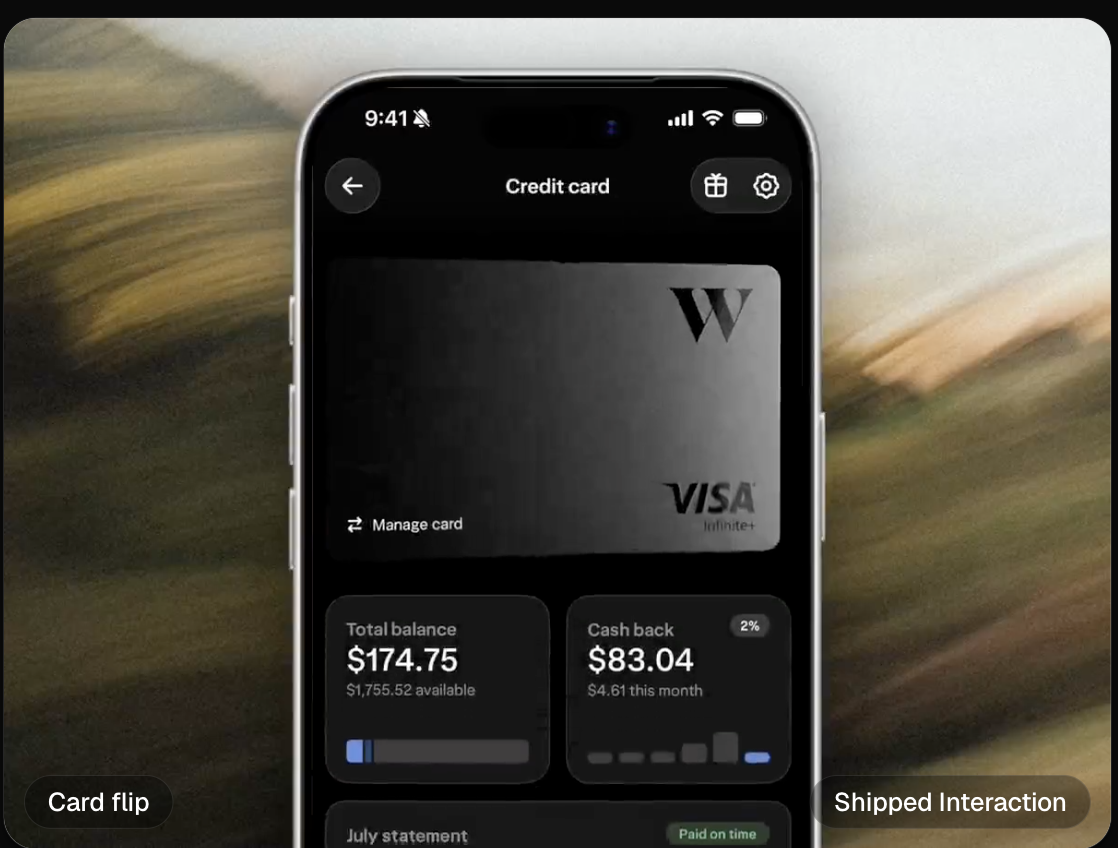 9:41
Credit card
W
VISA
Infinite+
Manage card
Total balance
$174.75
$1,755.52 available
Cash back
2%
$83.04
$4.61 this month
July statement
Paid on time
Card flip
Shipped Interaction